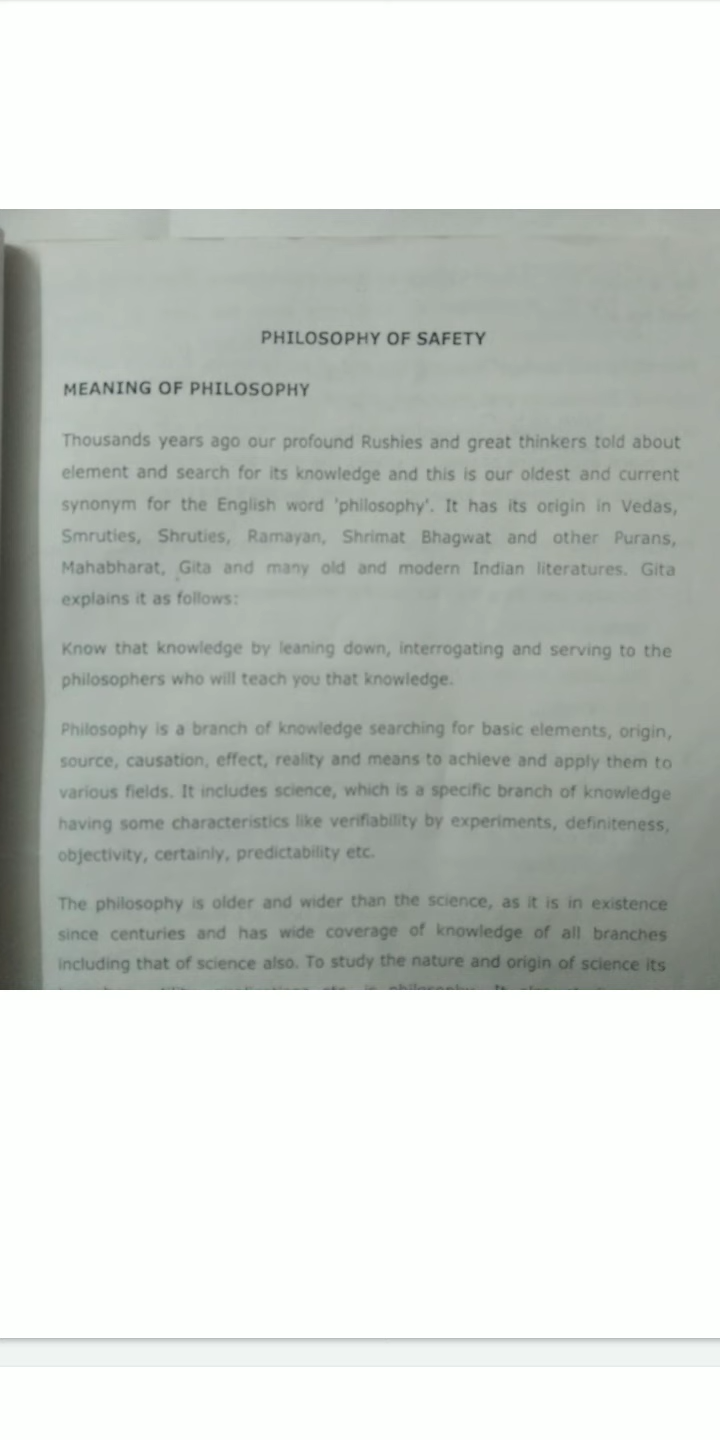 PHILOSOPHY OF SAFETY
MEANING OF PHILOSOPHY
Thousands years ago our profound Rushies and great thinkers told about
element and search for its knowledge and this is our oldest and current
synonym for the English word 'philosophy'. It has its origin in Vedas,
Smruties, Shruties, Ramayan, Shrimat Bhagwat and other Purans,
Mahabharat, Gita and many old and modern Indian literatures. Gita
explains it as follows:
Know that knowledge by leaning down, interrogating and serving to the
philosophers who will teach you that knowledge.
Philosophy is a branch of knowledge searching for basic elements, origin,
source, causation, effect, reality and means to achieve and apply them to
various fields. It includes science, which is a specific branch of knowledge
having some characteristics like verifiability by experiments, definiteness,
objectivity, certainly, predictability etc.
The philosophy is older and wider than the science, as it is in existence
since centuries and has wide coverage of knowledge of all branches
including that of science also. To study the nature and origin of science its